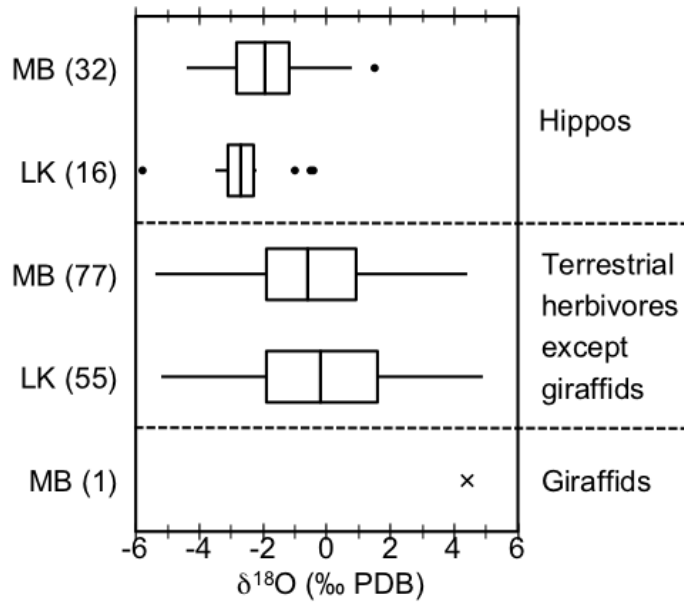 MB (32)
LK (16)
Hippos
MB (77)
LK (55)
Terrestrial
herbivores
except
giraffids
MB (1)
Giraffids
-6 -4 -2 0 2 4 6
δ¹⁸O (‰ PDB)